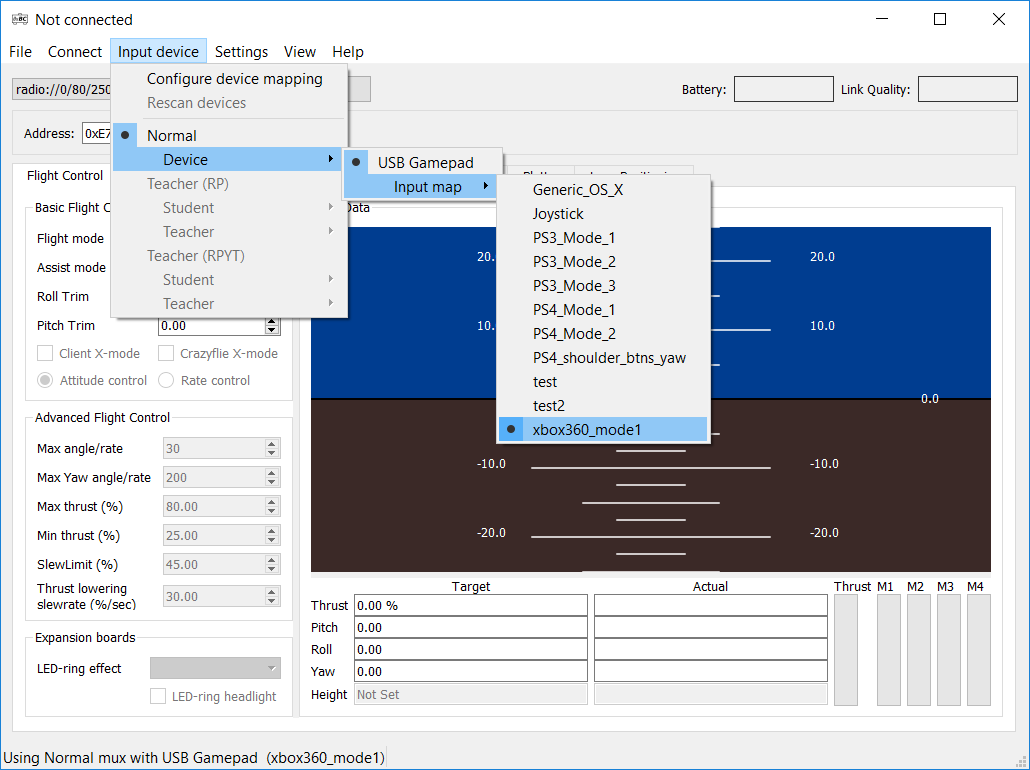 Not connected
File Connect Input device Settings View Help
radio://0/80/250
Battery: Link Quality:
Address: 0xE7
Configure device mapping
Rescan devices
Normal
Device
Teacher (RP)
Student
Teacher
Teacher (RPYT)
Student
Teacher
USB Gamepad
Input map
Generic_OS_X
Joystick
PS3_Mode_1
PS3_Mode_2
PS3_Mode_3
PS4_Mode_1
PS4_Mode_2
PS4_shoulder_btns_yaw
test
test2
xbox360_mode1
Flight Control
Basic Flight C
Flight mode
Assist mode
Roll Trim
Pitch Trim 0.00
Client X-mode Crazyflie X-mode
Attitude control Rate control
Advanced Flight Control
Max angle/rate 30
Max Yaw angle/rate 200
Max thrust (%) 80.00
Min thrust (%) 25.00
SlewLimit (%) 45.00
Thrust lowering
slewrate (%/sec) 30.00
Expansion boards
LED-ring effect
LED-ring headlight
Data
20. 20.0
10. 10.0
0.0
-10.0 -10.0
-20.0 -20.0
Target Actual Thrust M1 M2 M3 M4
Thrust 0.00 %
Pitch 0.00
Roll 0.00
Yaw 0.00
Height Not Set
Using Normal mux with USB Gamepad (xbox360_mode1)